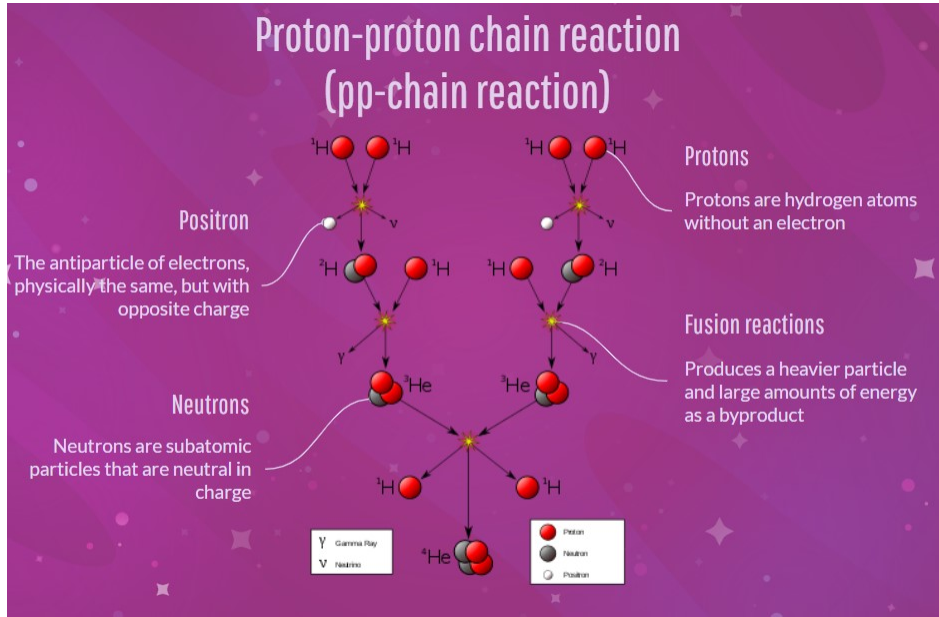 Proton-proton chain reaction
(pp-chain reaction)
¹H ¹H ¹H ¹H
Protons
Protons are hydrogen atoms
without an electron
Positron
ν ν
The antiparticle of electrons,
physically the same, but with
opposite charge
²H ¹H ¹H ²H
Fusion reactions
γ γ
Produces a heavier particle
and large amounts of energy
as a byproduct
³He ³He
Neutrons
Neutrons are subatomic
particles that are neutral in
charge
¹H ¹H
γ Gamma Ray
ν Neutrino
⁴He
Proton
Neutron
Positron